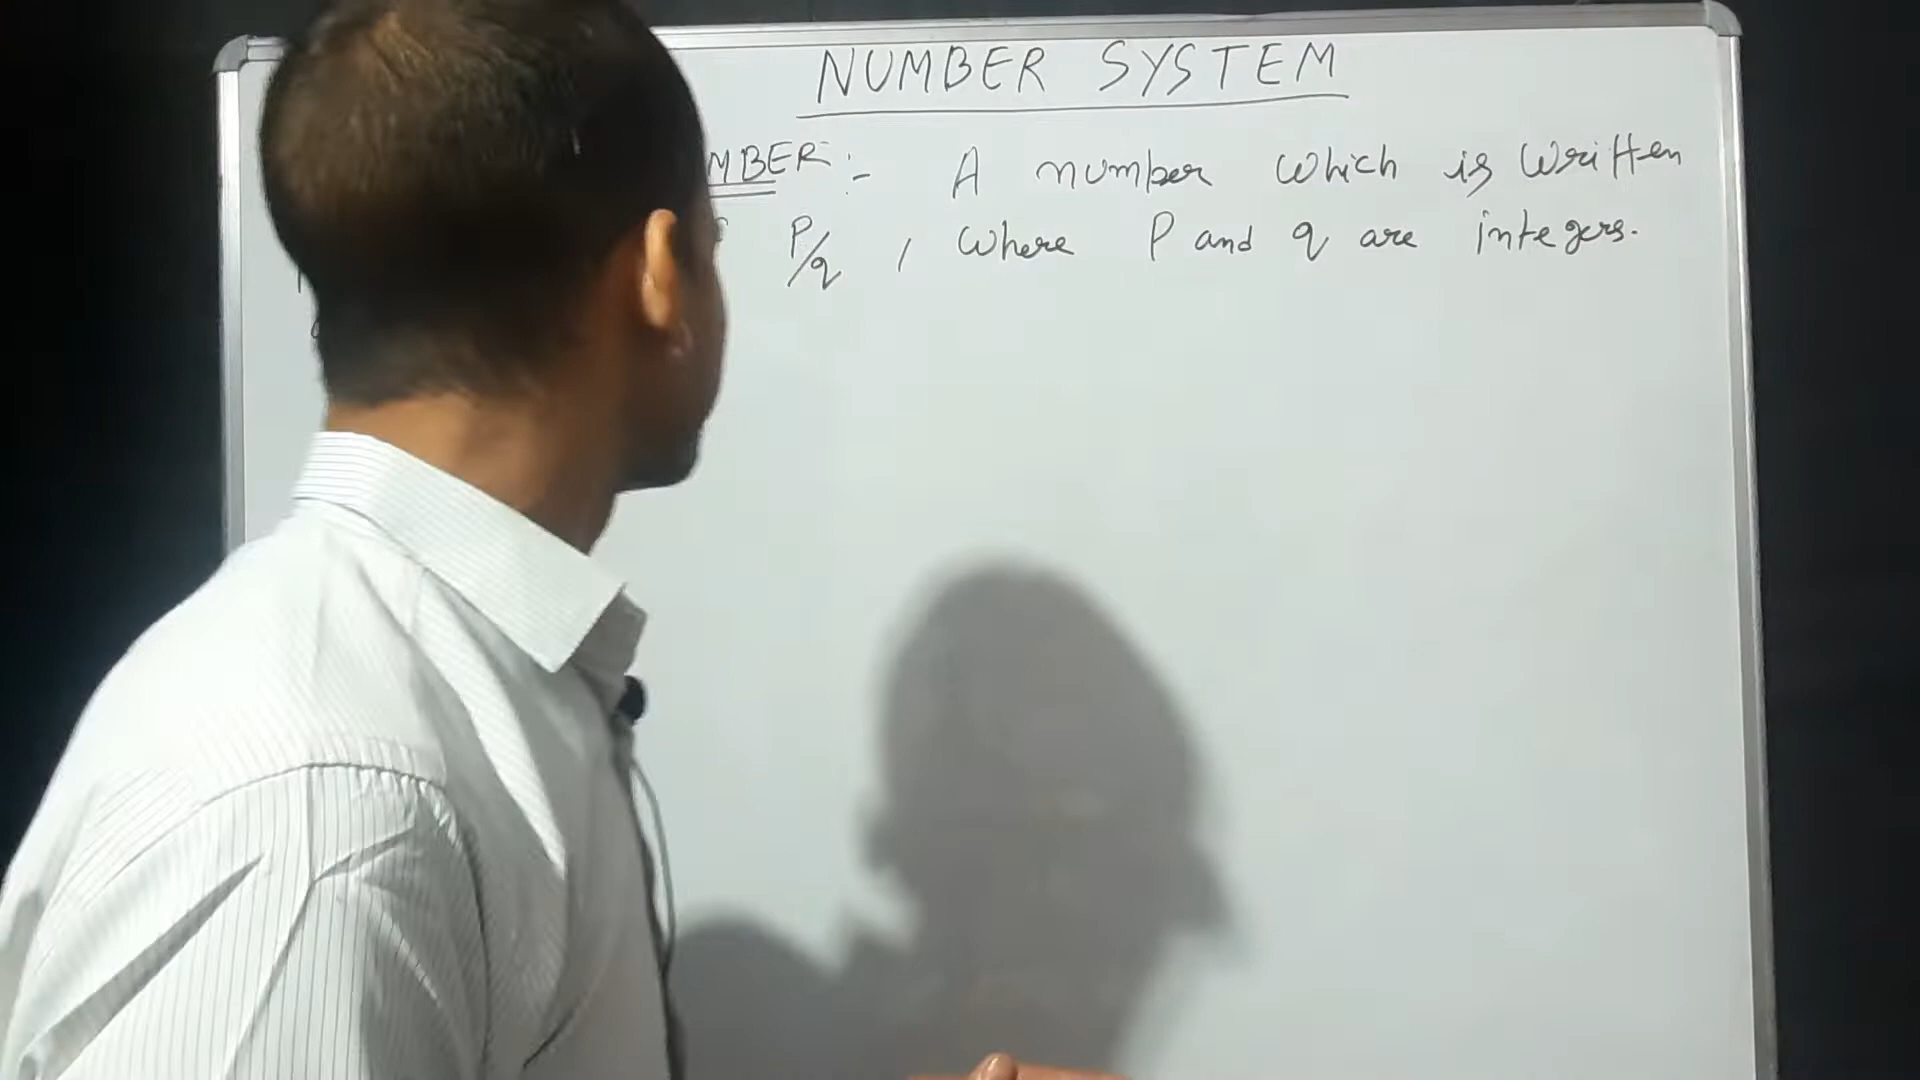 NUMBER SYSTEM
MBER :- A number which is written
P/q , where P and q are integers.